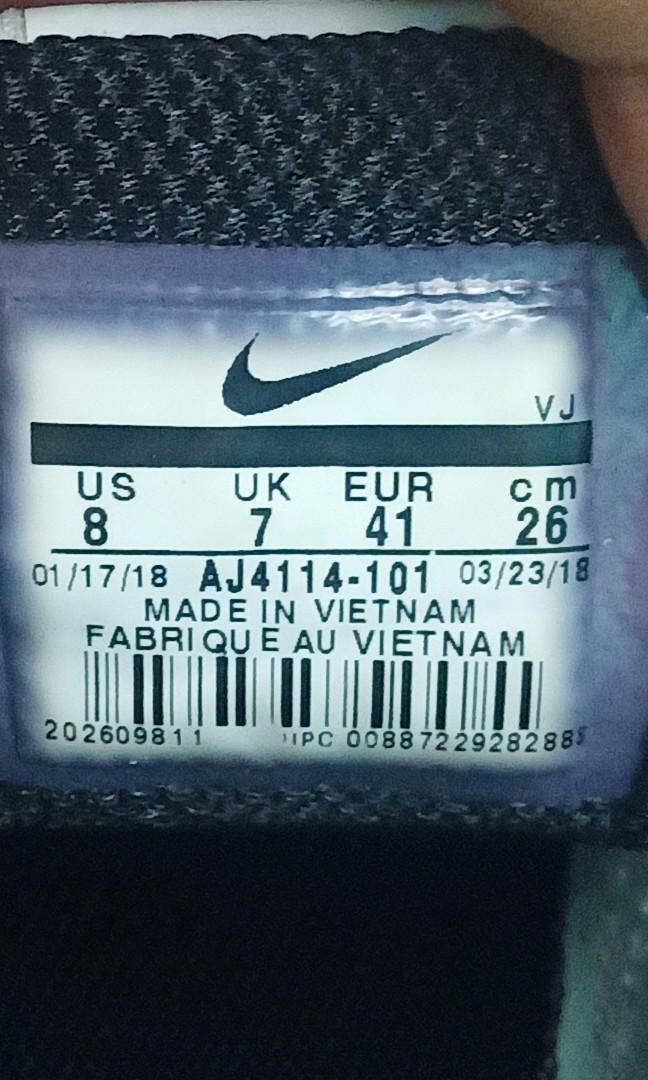 VJ
US UK EUR cm
8 7 41 26
01/17/18 AJ4114-101 03/23/18
MADE IN VIETNAM
FABRIQUE AU VIETNAM
202609811 UPC 00887229282885